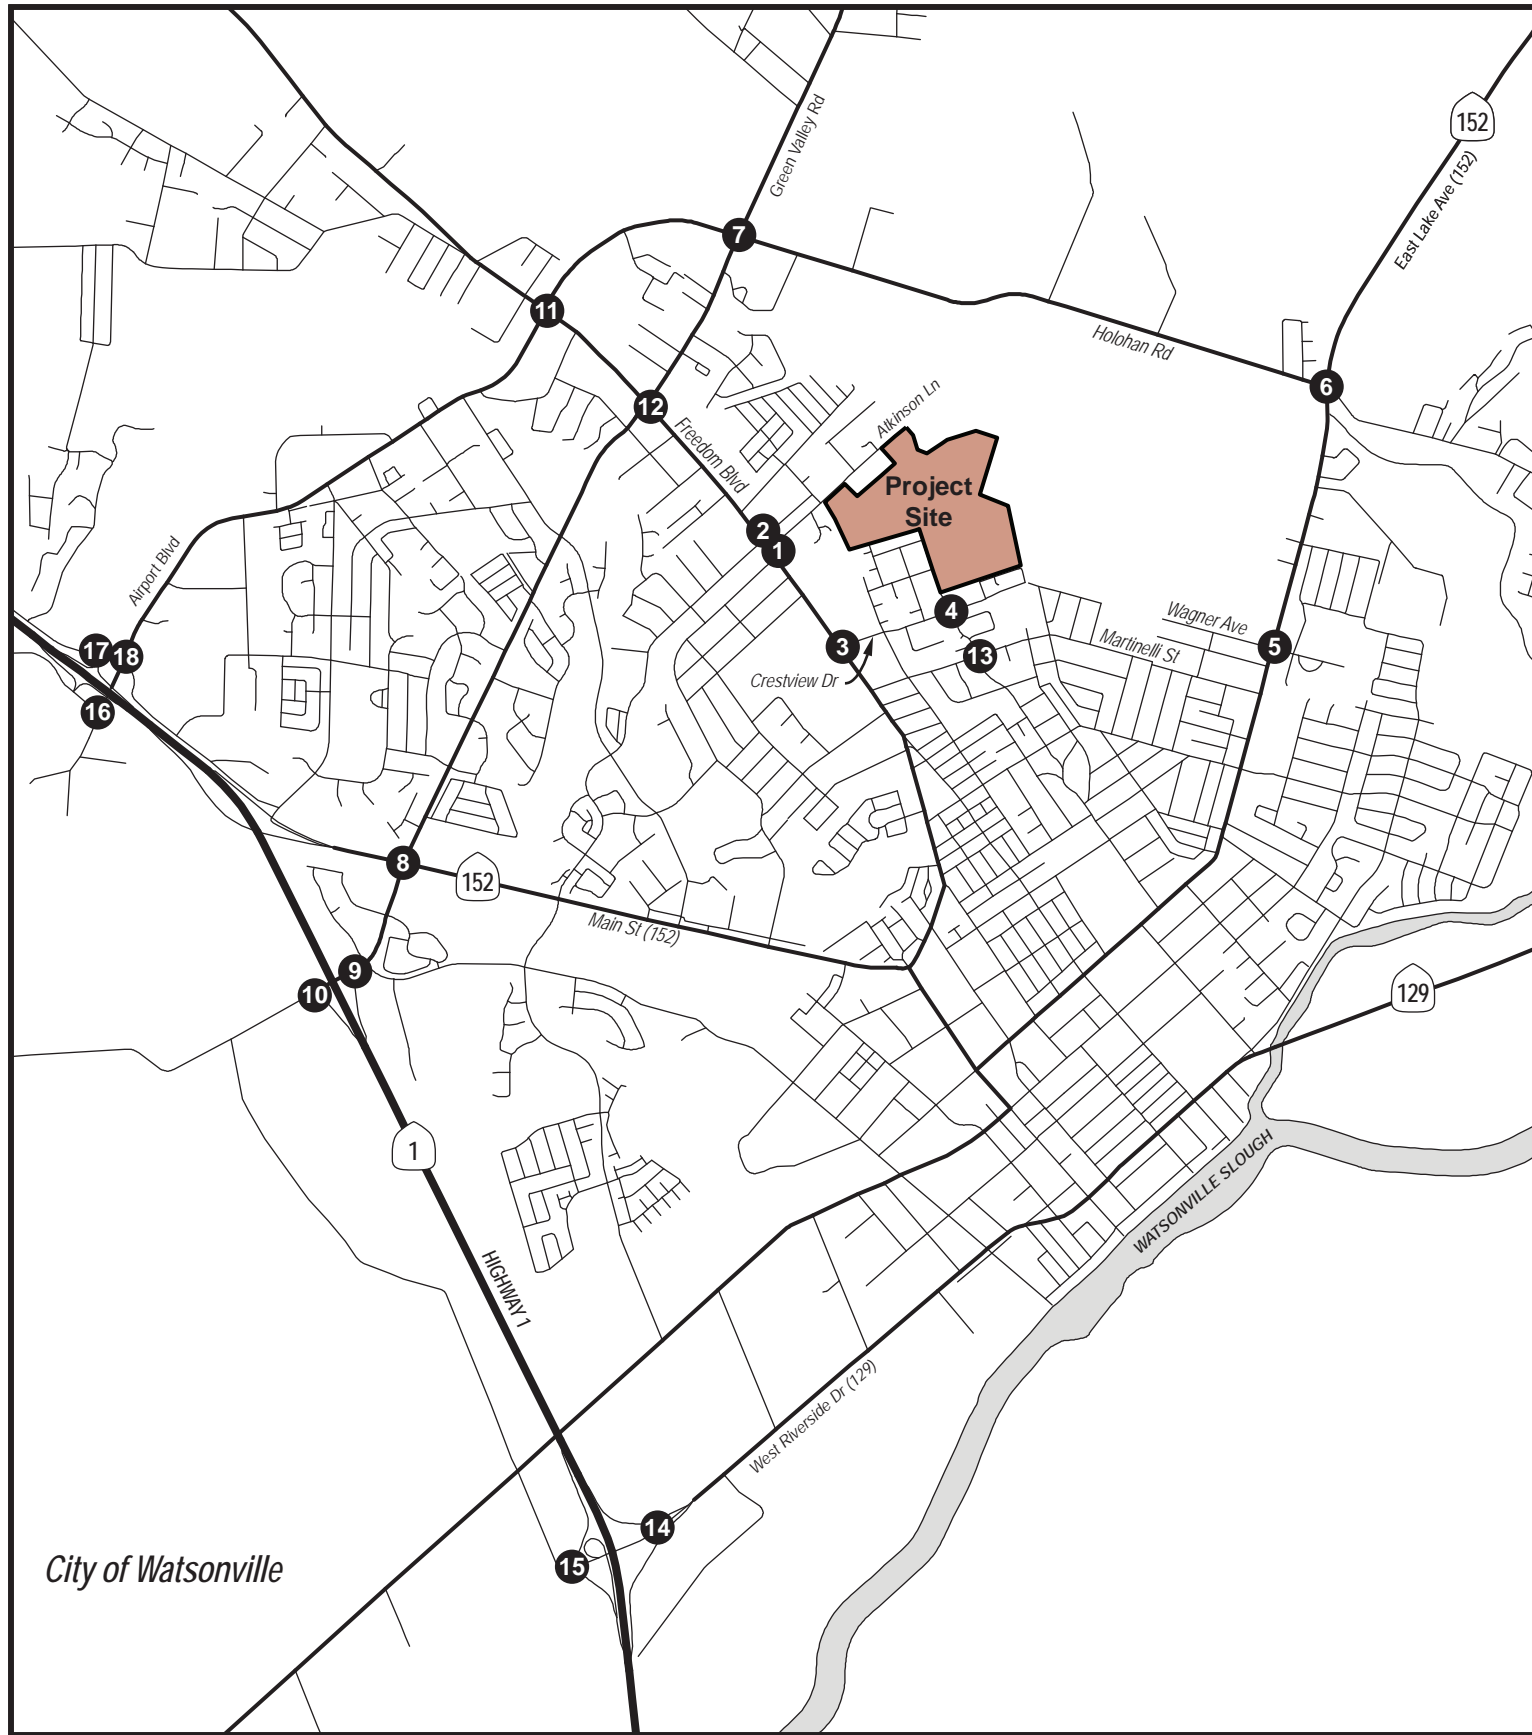 152
Green Valley Rd
East Lake Ave (152)
7
11
Holohan Rd
6
12
Atkinson Ln
Freedom Blvd
Project
Site
2
1
Airport Blvd
4
Wagner Ave
Martinelli St
17
18
3
13
5
Crestview Dr
16
8
152
Main St (152)
9
10
129
1
WATSONVILLE SLOUGH
HIGHWAY 1
West Riverside Dr (129)
14
15
City of Watsonville